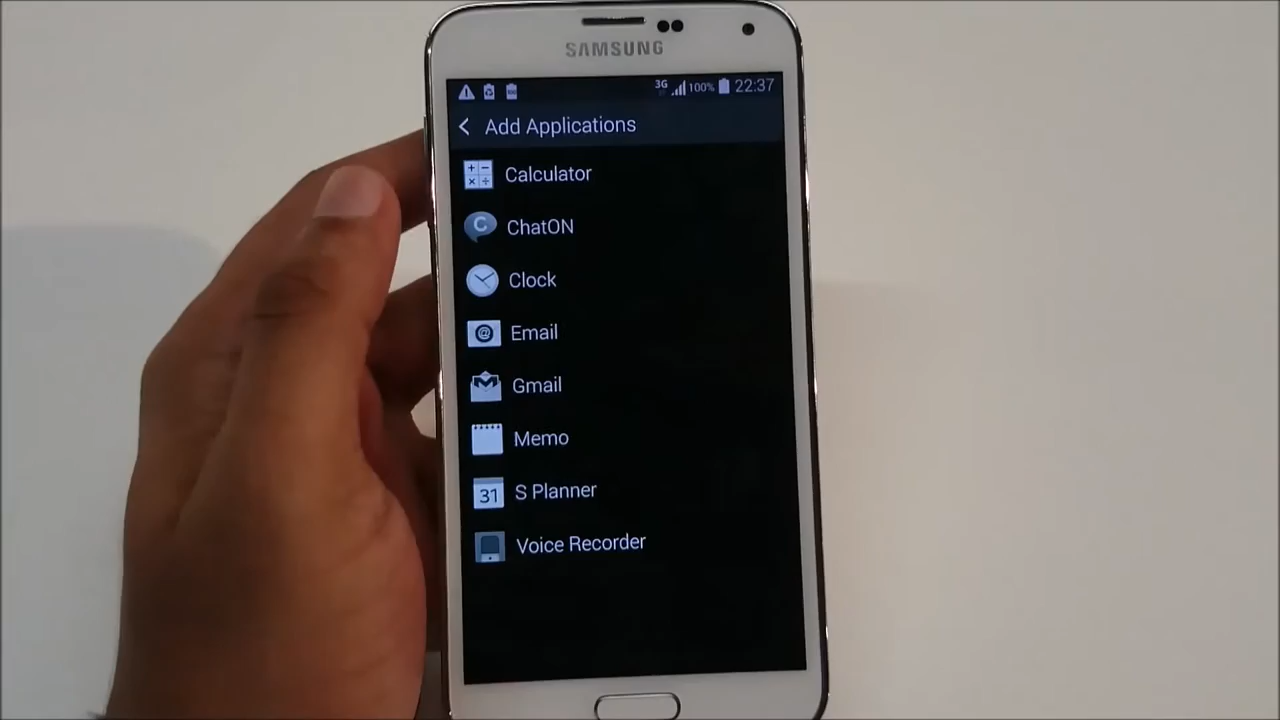 SAMSUNG
3G 100% 22:37
Add Applications
Calculator
C ChatON
Clock
@ Email
Gmail
Memo
31 S Planner
Voice Recorder